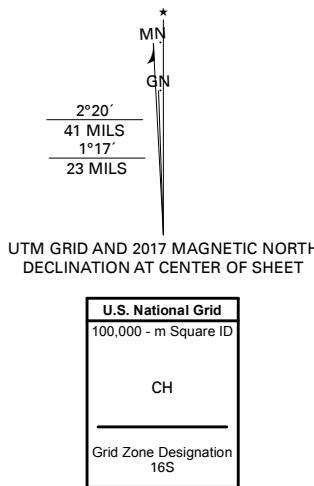 MN
GN
2°20´
41 MILS
1°17´
23 MILS
UTM GRID AND 2017 MAGNETIC NORTH
DECLINATION AT CENTER OF SHEET
U.S. National Grid
100,000 - m Square ID
CH
Grid Zone Designation
16S